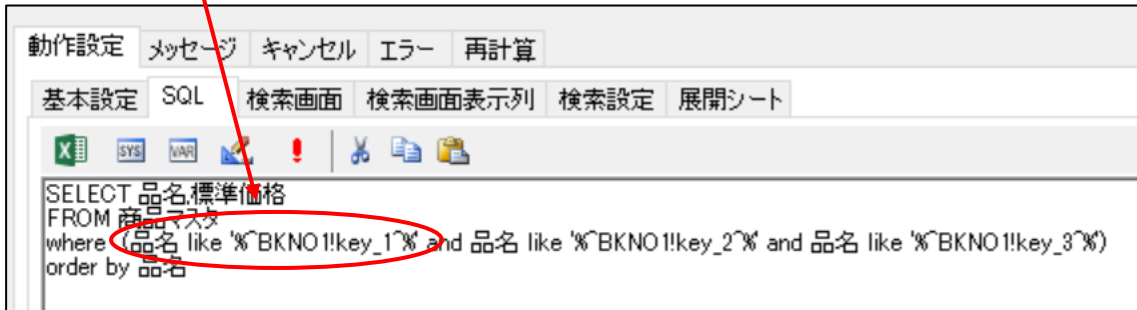 動作設定 メッセージ キャンセル エラー 再計算
基本設定 SQL 検索画面 検索画面表示列 検索設定 展開シート
SYS VAR
SELECT 品名,標準価格
FROM 商品マスタ
where (品名 like '%^BKNO1!key_1^%' and 品名 like '%^BKNO1!key_2^%' and 品名 like '%^BKNO1!key_3^%')
order by 品名